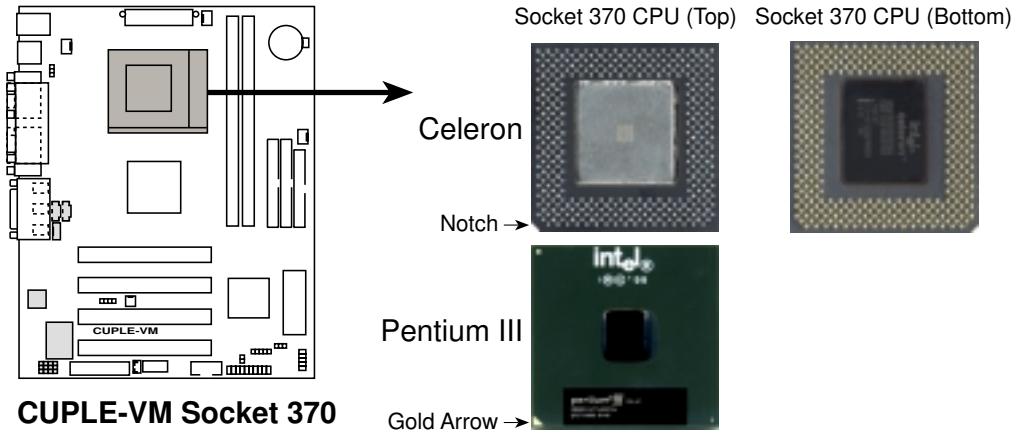 Socket 370 CPU (Top) Socket 370 CPU (Bottom)
Celeron
Notch
intel®
Pentium III
CUPLE-VM
pentium
Gold Arrow
CUPLE-VM Socket 370